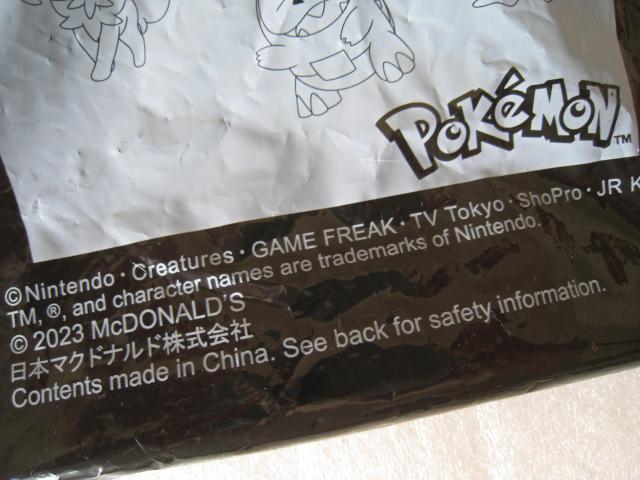 POKéMON™
©Nintendo・Creatures・GAME FREAK・TV Tokyo・ShoPro・JR K
TM, ®, and character names are trademarks of Nintendo.
© 2023 McDONALD'S
日本マクドナルド株式会社
Contents made in China. See back for safety information.